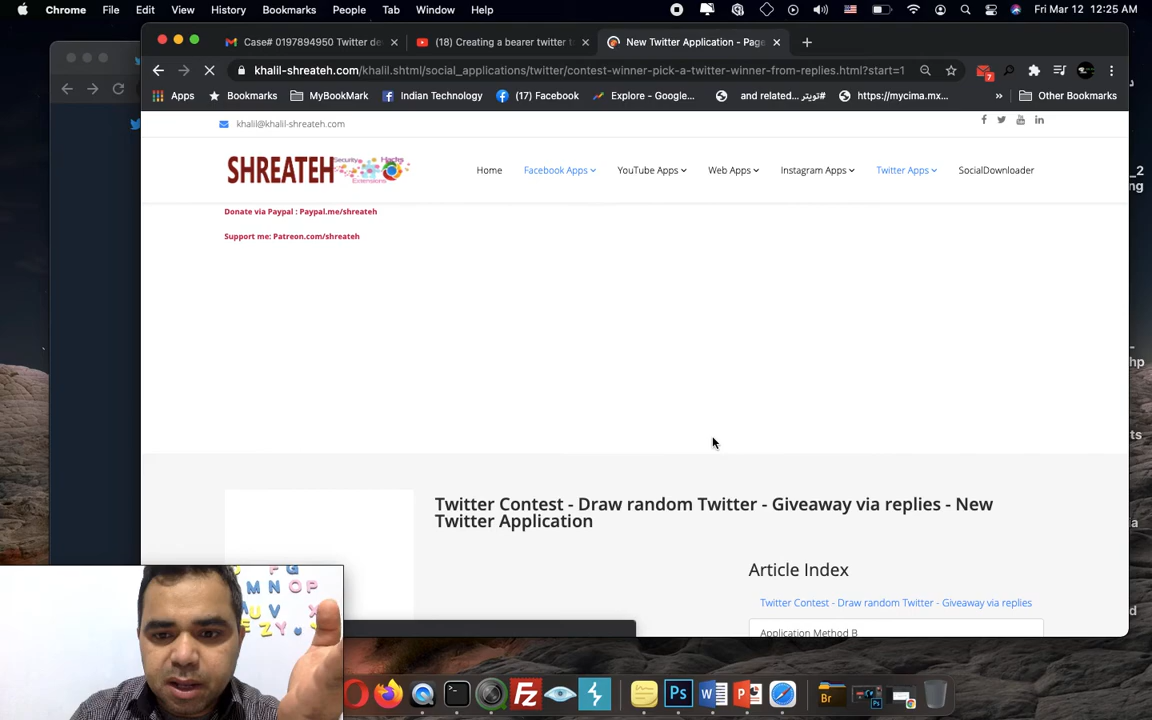 Chrome File Edit View History Bookmarks People Tab Window Help Fri Mar 12 12:25 AM
Case# 0197894950 Twitter de
(18) Creating a bearer twitter t
New Twitter Application - Page
khalil-shreateh.com/khalil.shtml/social_applications/twitter/contest-winner-pick-a-twitter-winner-from-replies.html?start=1
7
Apps Bookmarks MyBookMark Indian Technology (17) Facebook Explore – Google... and related... تويتر# https://mycima.mx... » Other Bookmarks
khalil@khalil-shreateh.com
SHREATEH Security Hacks Extensions
Home Facebook Apps YouTube Apps Web Apps Instagram Apps Twitter Apps SocialDownloader
Donate via Paypal : Paypal.me/shreateh
Support me: Patreon.com/shreateh
Twitter Contest - Draw random Twitter - Giveaway via replies - New
Twitter Application
Article Index
Twitter Contest - Draw random Twitter - Giveaway via replies
Application Method B